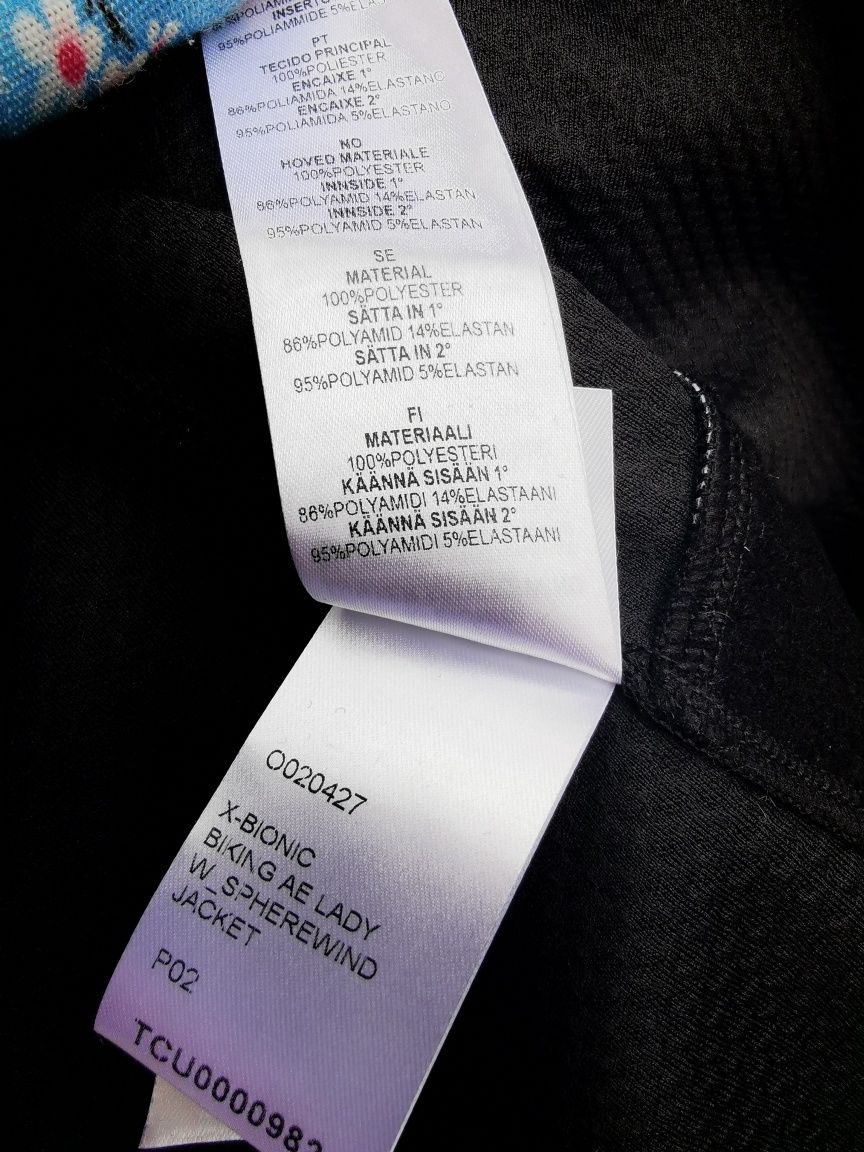 INSERTO
95%POLIAMMIDE 5%ELAS
PT
TECIDO PRINCIPAL
100%POLIESTER
ENCAIXE 1°
86%POLIAMIDA 14%ELASTANO
ENCAIXE 2°
95%POLIAMIDA 5%ELASTANO
NO
HOVED MATERIALE
100%POLYESTER
INNSIDE 1°
86%POLYAMID 14%ELASTAN
INNSIDE 2°
95%POLYAMID 5%ELASTAN
SE
MATERIAL
100%POLYESTER
SÄTTA IN 1°
86%POLYAMID 14%ELASTAN
SÄTTA IN 2°
95%POLYAMID 5%ELASTAN
FI
MATERIAALI
100%POLYESTERI
KÄÄNNÄ SISÄÄN 1°
86%POLYAMIDI 14%ELASTAANI
KÄÄNNÄ SISÄÄN 2°
95%POLYAMIDI 5%ELASTAANI
O020427
X-BIONIC
BIKING AE LADY
W_SPHEREWIND
JACKET
P02
TCU0000982